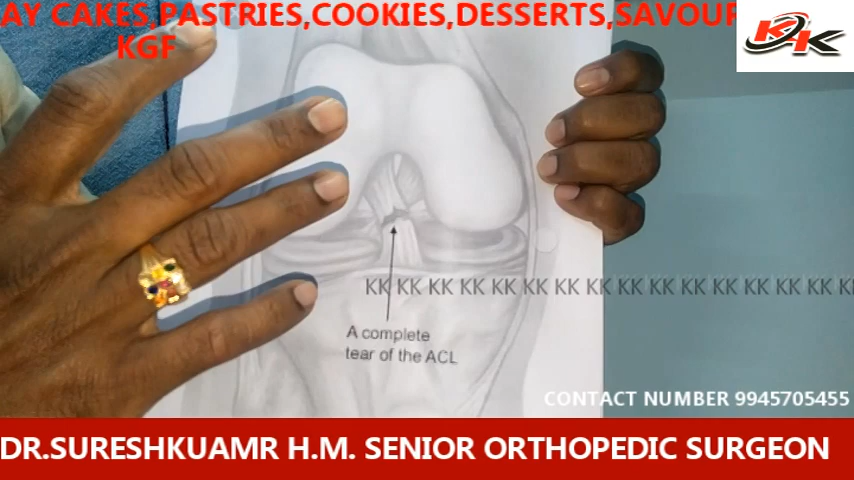 AY CAKES,PASTRIES,COOKIES,DESSERTS,SAVOUR
KGF
KK
KK KK KK KK KK KK KK KK KK KK KK KK KK KK KK K
A complete
tear of the ACL
CONTACT NUMBER 9945705455
DR.SURESHKUAMR H.M. SENIOR ORTHOPEDIC SURGEON